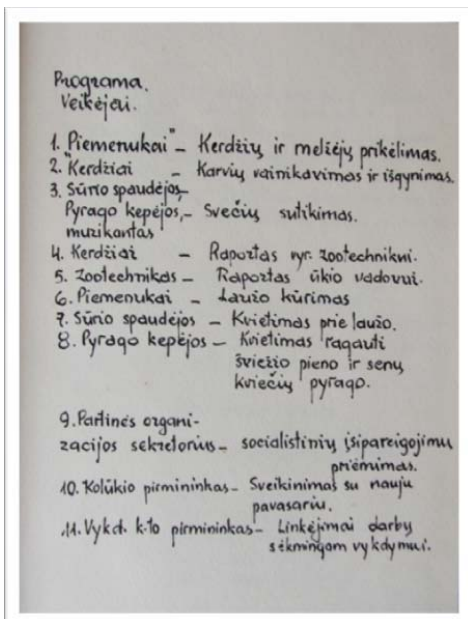 Programa.
Veikėjai.
1. "Piemenukai" – Kerdžių ir melžėjų prikėlimas.
2. "Kerdžiai – Karvių vainikavimas ir išgynimas.
3. Sūrio spaudėjos,–
Pyrago kepėjos,– Svečių sutikimas.
muzikantas
4. Kerdžiai – Raportas vyr. zootechnikui.
5. Zootechnikas – Raportas ūkio vadovui.
6. Piemenukai – Laužo kūrimas
7. Sūrio spaudėjos – Kvietimas prie laužo.
8. Pyrago kepėjos – Kvietimas ragauti
šviežio pieno ir senų
kviečių pyrago.
9. Partinės organi-
zacijos sekretorius – socialistinių įsipareigojimų
priėmimas.
10. Kolūkio pirmininkas – Sveikinimas su nauju
pavasariu.
11. Vykd. k-to pirmininkas – Linkėjimai darbų
sėkmingam vykdymui.